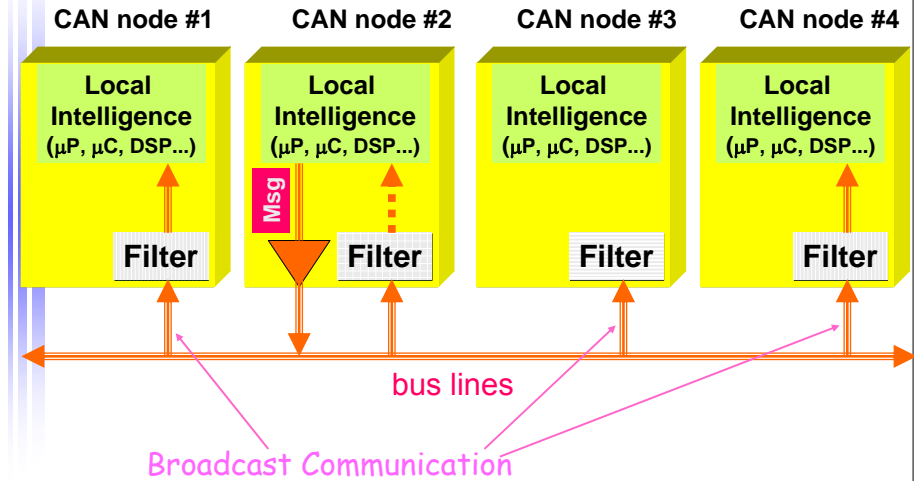 CAN node #1 CAN node #2 CAN node #3 CAN node #4
Local Local Local Local
Intelligence Intelligence Intelligence Intelligence
(μP, μC, DSP...) (μP, μC, DSP...) (μP, μC, DSP...) (μP, μC, DSP...)
Msg
Filter Filter Filter Filter
bus lines
Broadcast Communication